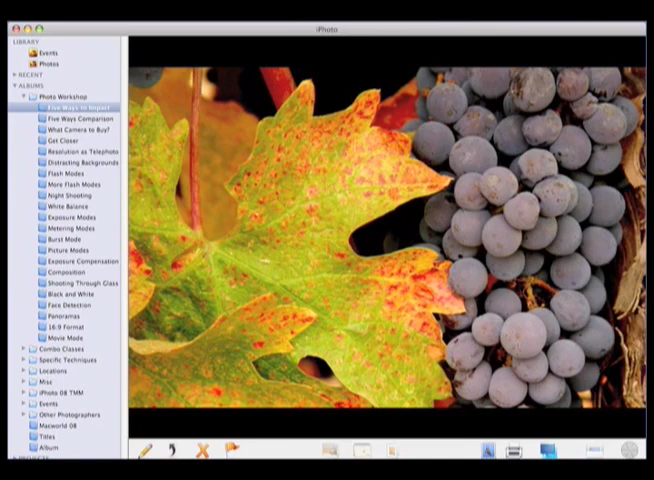 iPhoto
LIBRARY
Events
Photos
RECENT
ALBUMS
Photo Workshop
Five Ways to Impact
Five Ways Comparison
What Camera to Buy?
Get Closer
Resolution as Telephoto
Distracting Backgrounds
Flash Modes
More Flash Modes
Night Shooting
White Balance
Exposure Modes
Metering Modes
Burst Mode
Picture Modes
Exposure Compensation
Composition
Shooting Through Glass
Black and White
Face Detection
Panoramas
16:9 Format
Movie Mode
Combo Classes
Specific Techniques
Locations
Misc
iPhoto 08 TMM
Events
Other Photographers
Macworld 08
Titles
Album
PROJECTS